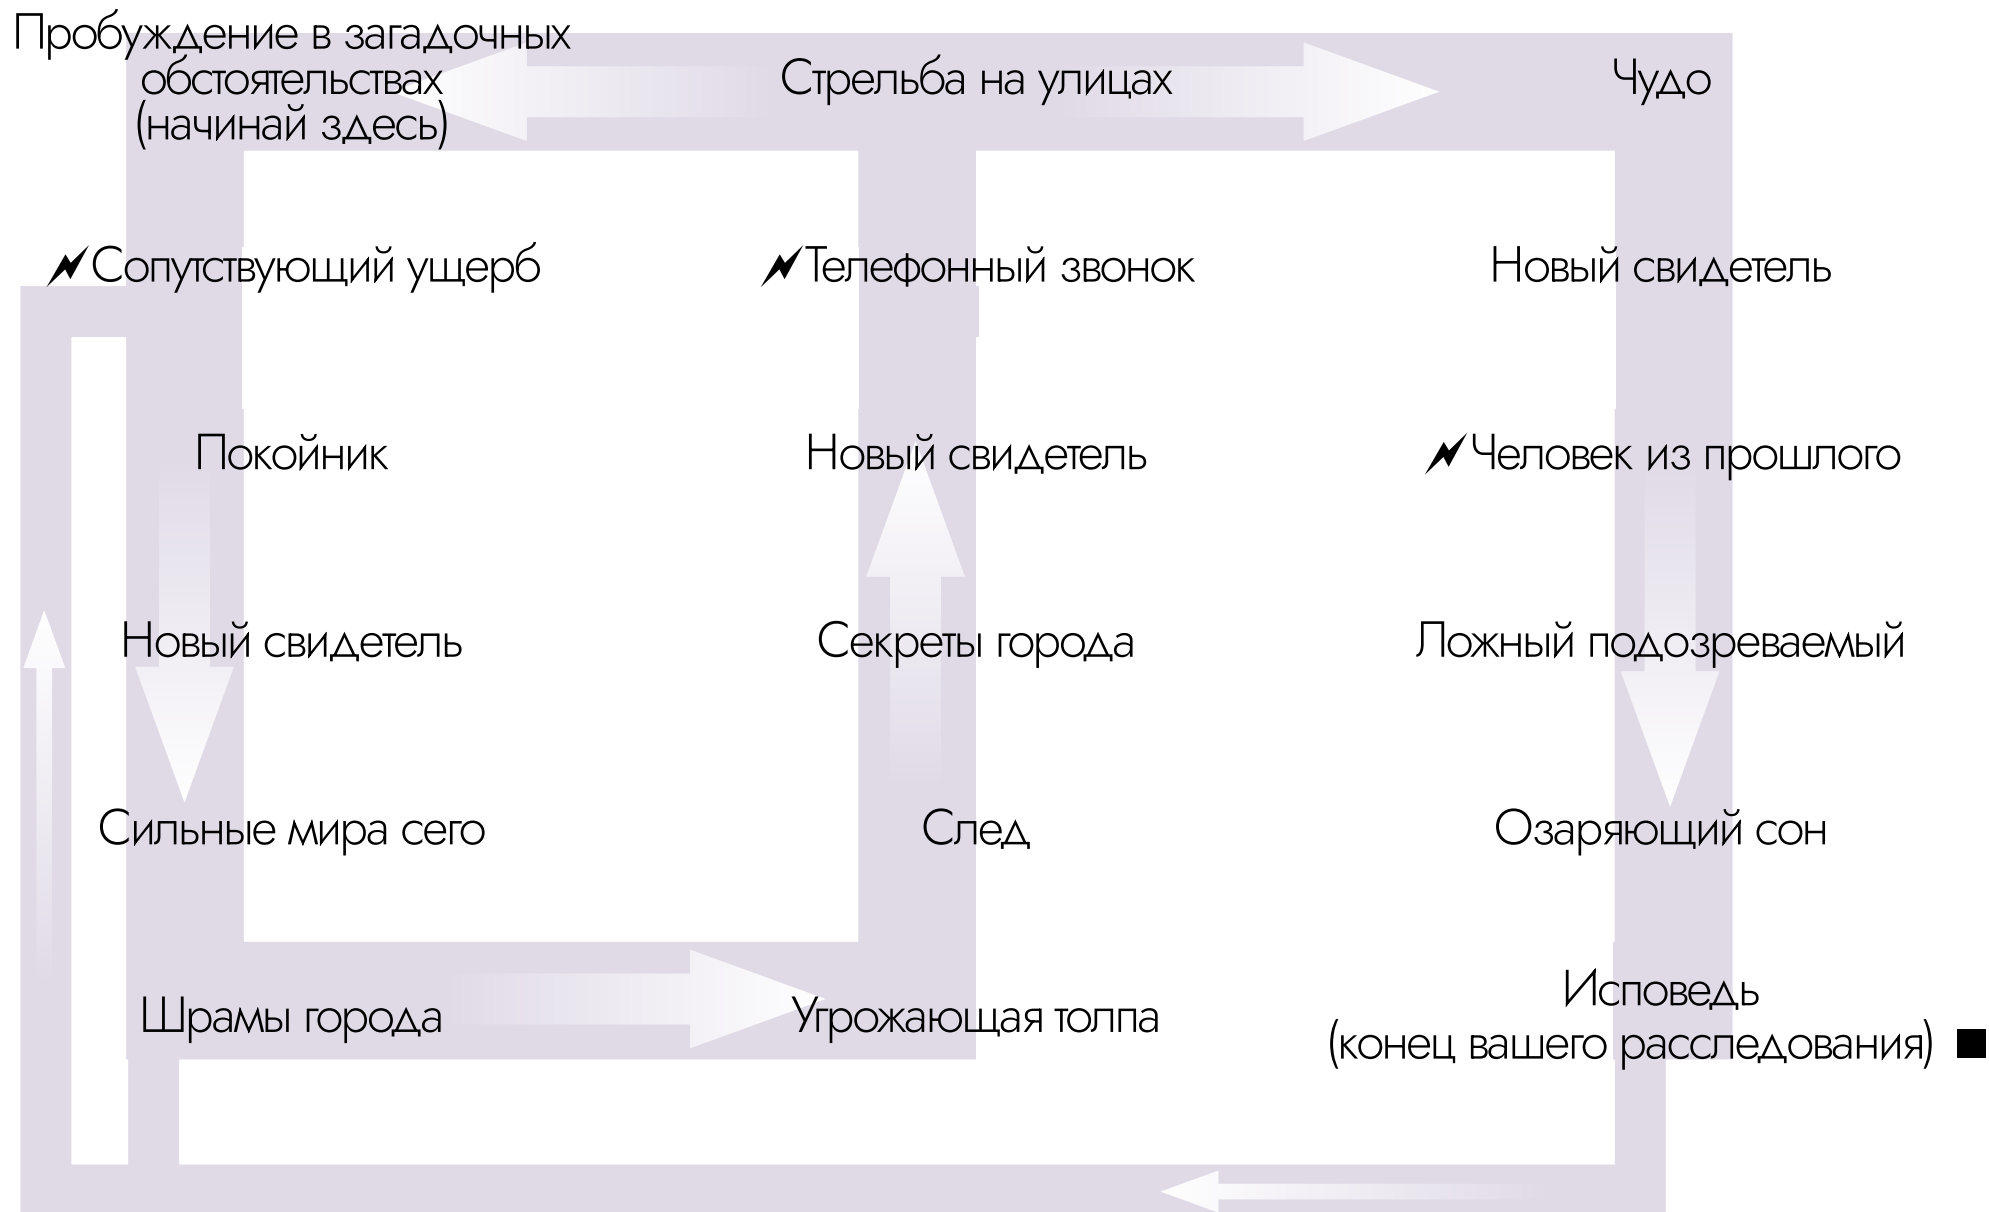 Пробуждение в загадочных
обстоятельствах
(начинай здесь)
Стрельба на улицах
Чудо
Сопутствующий ущерб
Телефонный звонок
Новый свидетель
Покойник
Новый свидетель
Человек из прошлого
Новый свидетель
Секреты города
Ложный подозреваемый
Сильные мира сего
След
Озаряющий сон
Шрамы города
Угрожающая толпа
Исповедь
(конец вашего расследования)